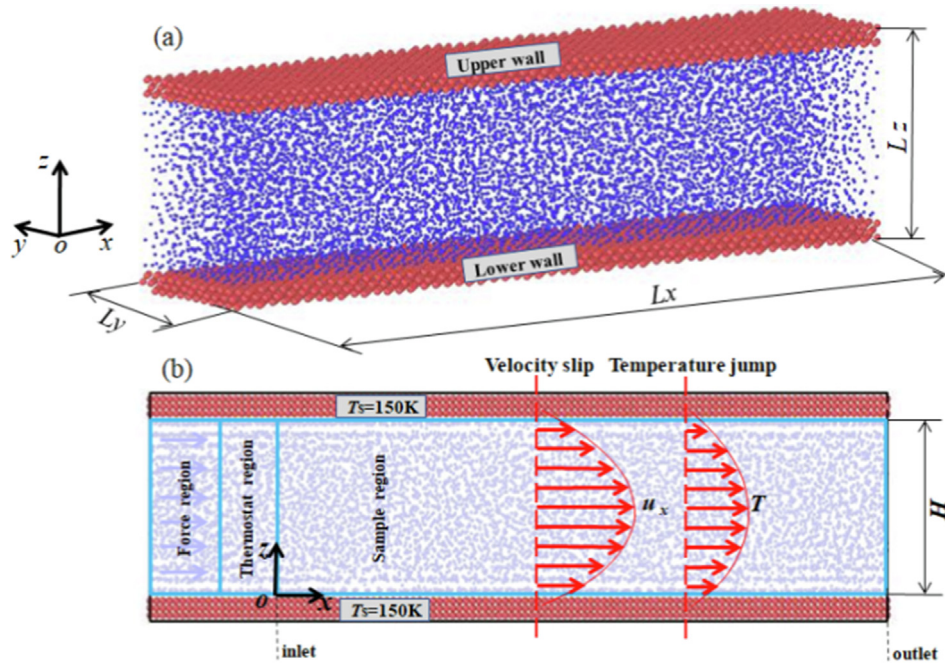 (a)
Upper wall
Lz
z
y
o
x
Lower wall
Ly
Lx
(b)
Velocity slip
Temperature jump
Ts=150K
Force region
Thermostat region
Sample region
u x
T
H
z
o
x
Ts=150K
inlet
outlet